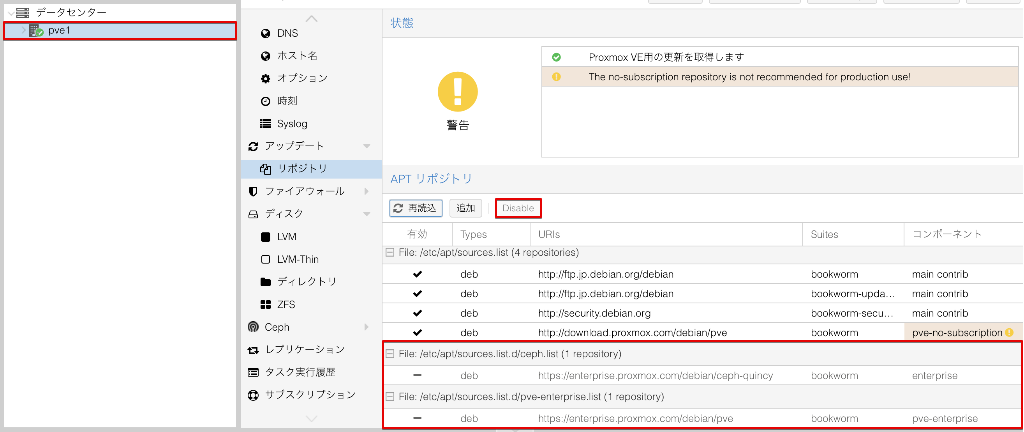 データセンター
pve1
DNS
ホスト名
オプション
時刻
Syslog
アップデート
リポジトリ
ファイアウォール
ディスク
LVM
LVM-Thin
ディレクトリ
ZFS
Ceph
レプリケーション
タスク実行履歴
サブスクリプション
状態
警告
Proxmox VE用の更新を取得します
The no-subscription repository is not recommended for production use!
APT リポジトリ
再読込 追加 Disable
有効 Types URIs Suites コンポーネント
File: /etc/apt/sources.list (4 repositories)
deb http://ftp.jp.debian.org/debian bookworm main contrib
deb http://ftp.jp.debian.org/debian bookworm-upda... main contrib
deb http://security.debian.org bookworm-secu... main contrib
deb http://download.proxmox.com/debian/pve bookworm pve-no-subscription
File: /etc/apt/sources.list.d/ceph.list (1 repository)
deb https://enterprise.proxmox.com/debian/ceph-quincy bookworm enterprise
File: /etc/apt/sources.list.d/pve-enterprise.list (1 repository)
deb https://enterprise.proxmox.com/debian/pve bookworm pve-enterprise